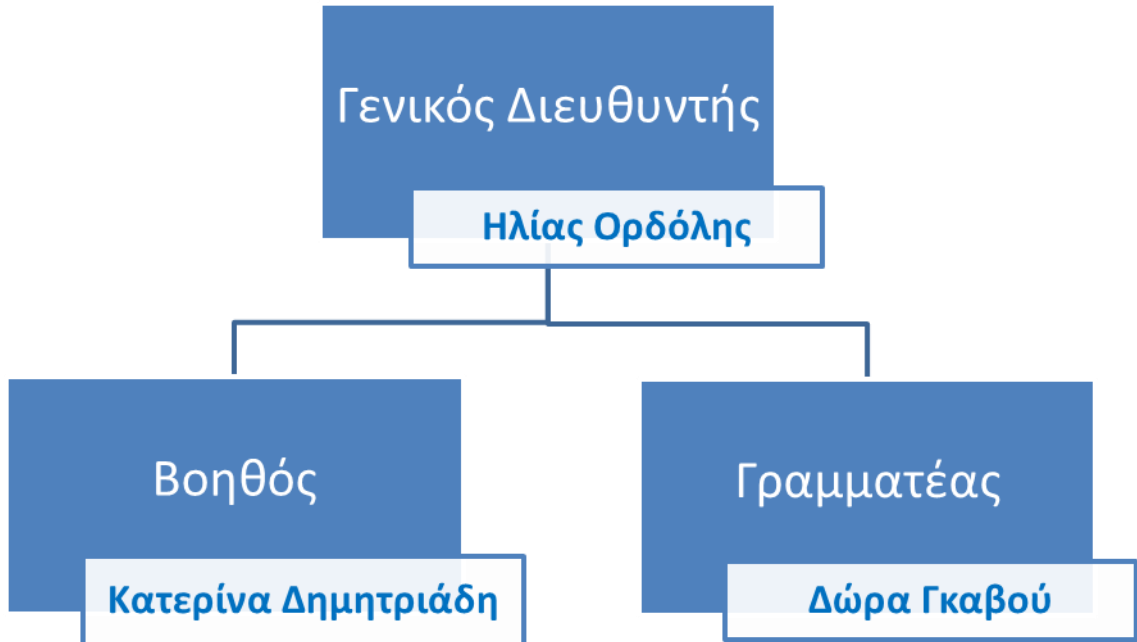 Γενικός Διευθυντής
Ηλίας Ορδόλης
Βοηθός
Κατερίνα Δημητριάδη
Γραμματέας
Δώρα Γκαβού